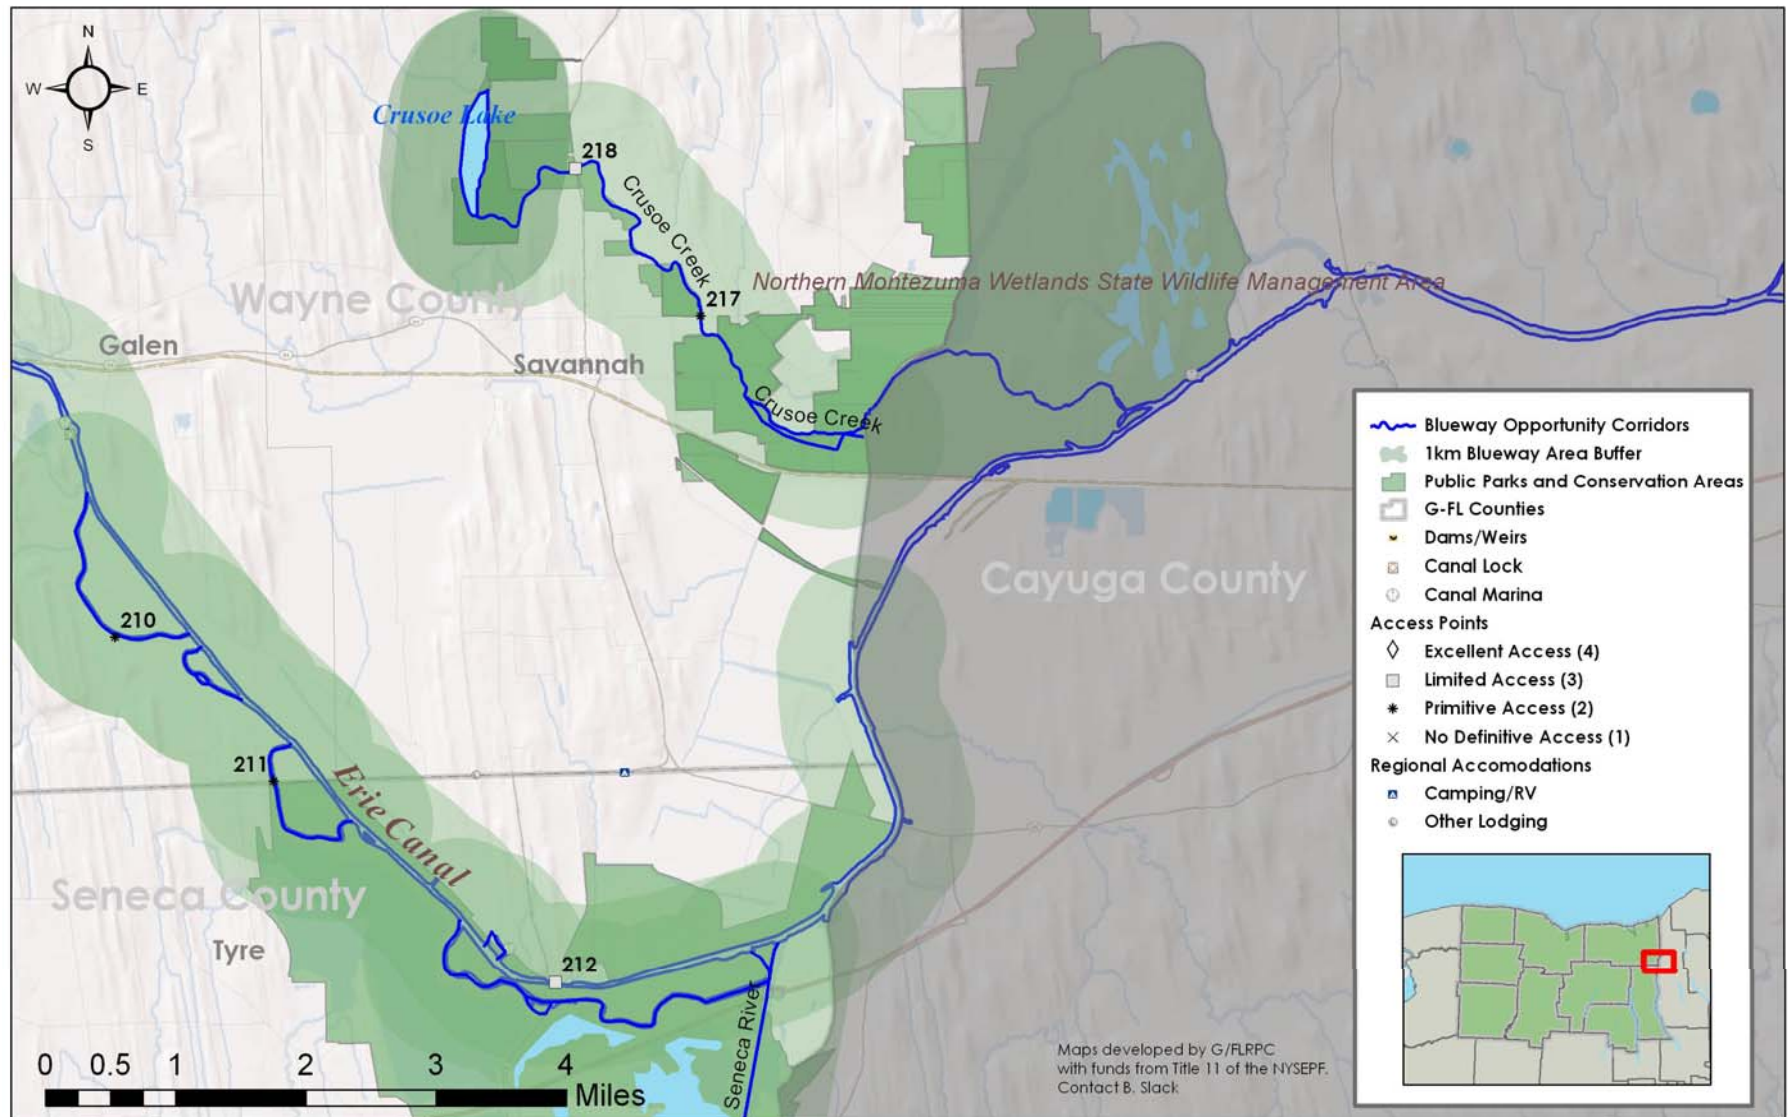 N
W
E
S
Crusoe Lake
218
Crusoe Creek
217
Northern Montezuma Wetlands State Wildlife Management Area
Wayne County
Galen
Savannah
Crusoe Creek
210
Cayuga County
211
Erie Canal
Seneca County
Tyre
212
Seneca River
0 0.5 1 2 3 4
Miles
Maps developed by G/FLRPC
with funds from Title 11 of the NYSEPF.
Contact B. Slack
Blueway Opportunity Corridors
1km Blueway Area Buffer
Public Parks and Conservation Areas
G-FL Counties
Dams/Weirs
Canal Lock
Canal Marina
Access Points
Excellent Access (4)
Limited Access (3)
Primitive Access (2)
No Definitive Access (1)
Regional Accomodations
Camping/RV
Other Lodging